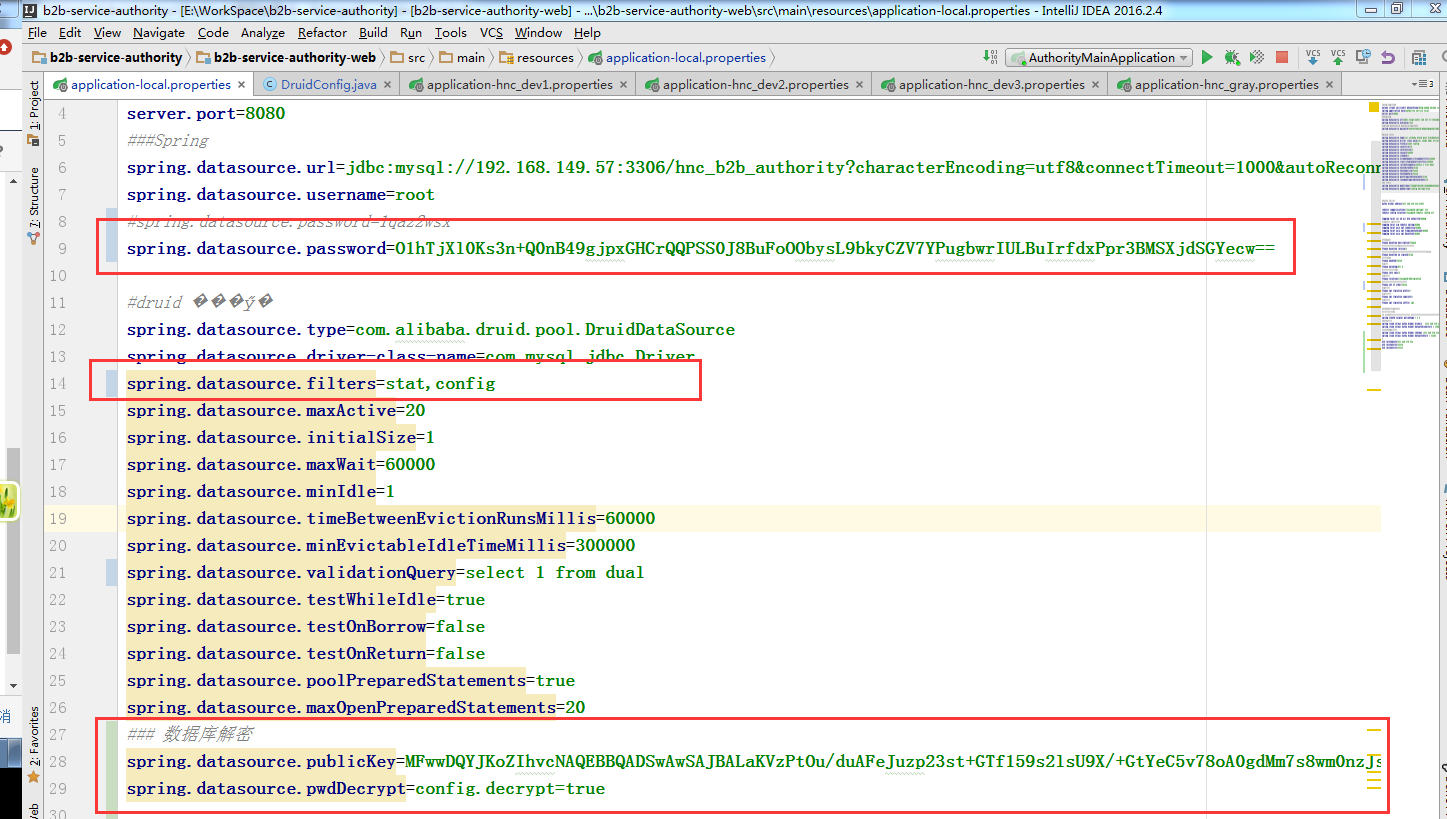 b2b-service-authority - [E:\WorkSpace\b2b-service-authority] - [b2b-service-authority-web] - ...\b2b-service-authority-web\src\main\resources\application-local.properties - IntelliJ IDEA 2016.2.4
File Edit View Navigate Code Analyze Refactor Build Run Tools VCS Window Help
b2b-service-authority b2b-service-authority-web src main resources application-local.properties AuthorityMainApplication VCS VCS
application-local.properties DruidConfig.java application-hnc_dev1.properties application-hnc_dev2.properties application-hnc_dev3.properties application-hnc_gray.properties
1: Project
7: Structure
2: Favorites
4 server.port=8080
5 ###Spring
6 spring.datasource.url=jdbc:mysql://192.168.149.57:3306/hnc_b2b_authority?characterEncoding=utf8&connectTimeout=1000&autoReconn
7 spring.datasource.username=root
8 #spring.datasource.password=1qaz2wsx
9 spring.datasource.password=O1hTjXl0Ks3n+Q0nB49gjpxGHCrQQPSS0J8BuFoOObysL9bkyCZV7YPugbwrIULBuIrfdxPpr3BMSXjdSGYecw==
10
11 #druid ���ý�
12 spring.datasource.type=com.alibaba.druid.pool.DruidDataSource
13 spring.datasource.driver-class-name=com.mysql.jdbc.Driver
14 spring.datasource.filters=stat,config
15 spring.datasource.maxActive=20
16 spring.datasource.initialSize=1
17 spring.datasource.maxWait=60000
18 spring.datasource.minIdle=1
19 spring.datasource.timeBetweenEvictionRunsMillis=60000
20 spring.datasource.minEvictableIdleTimeMillis=300000
21 spring.datasource.validationQuery=select 1 from dual
22 spring.datasource.testWhileIdle=true
23 spring.datasource.testOnBorrow=false
24 spring.datasource.testOnReturn=false
25 spring.datasource.poolPreparedStatements=true
26 spring.datasource.maxOpenPreparedStatements=20
27 ### 数据库解密
28 spring.datasource.publicKey=MFwwDQYJKoZIhvcNAQEBBQADSwAwSAJBALaKVzPtOu/duAFeJuzp23st+GTf159s2lsU9X/+GtYeC5v78oA0gdMm7s8wm0nzJs
29 spring.datasource.pwdDecrypt=config.decrypt=true
30